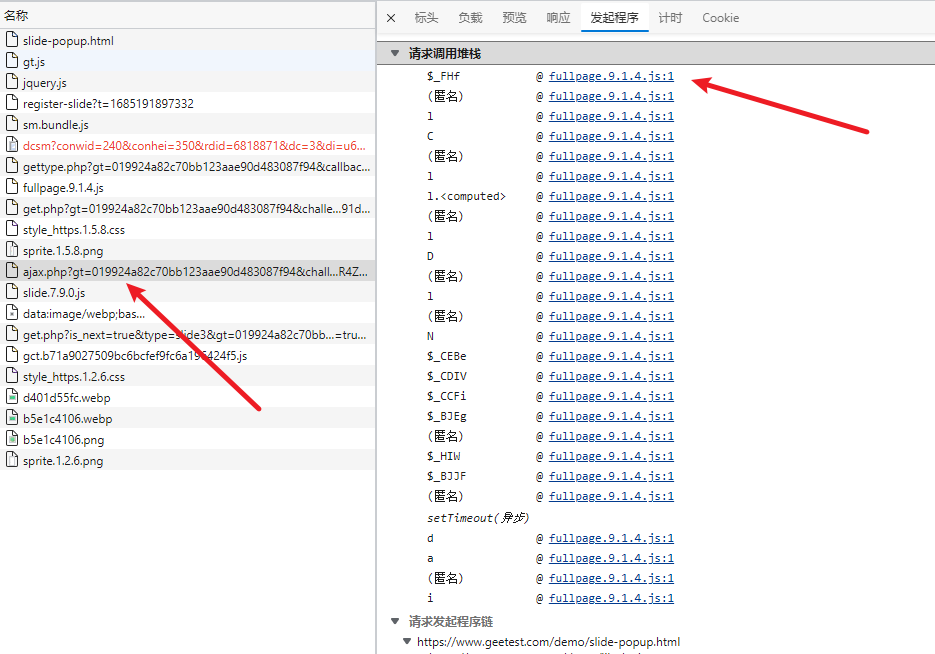 名称
slide-popup.html
gt.js
jquery.js
register-slide?t=1685191897332
sm.bundle.js
dcsm?conwid=240&conhei=350&rdid=6818871&dc=3&di=u6...
gettype.php?gt=019924a82c70bb123aae90d483087f94&callbac...
fullpage.9.1.4.js
get.php?gt=019924a82c70bb123aae90d483087f94&challe...91d...
style_https.1.5.8.css
sprite.1.5.8.png
ajax.php?gt=019924a82c70bb123aae90d483087f94&chall...R4Z...
slide.7.9.0.js
data:image/webp;bas...
get.php?is_next=true&type=slide3&gt=019924a82c70bb...=tru...
style_https.1.2.6.css
d401d55fc.webp
b5e1c4106.webp
b5e1c4106.png
sprite.1.2.6.png
标头 负载 预览 响应 发起程序 计时 Cookie
请求调用堆栈
$_FHf @ fullpage.9.1.4.js:1
(匿名) @ fullpage.9.1.4.js:1
l @ fullpage.9.1.4.js:1
C @ fullpage.9.1.4.js:1
(匿名) @ fullpage.9.1.4.js:1
l @ fullpage.9.1.4.js:1
l.<computed> @ fullpage.9.1.4.js:1
(匿名) @ fullpage.9.1.4.js:1
l @ fullpage.9.1.4.js:1
D @ fullpage.9.1.4.js:1
(匿名) @ fullpage.9.1.4.js:1
l @ fullpage.9.1.4.js:1
(匿名) @ fullpage.9.1.4.js:1
N @ fullpage.9.1.4.js:1
$_CEBe @ fullpage.9.1.4.js:1
$_CDIV @ fullpage.9.1.4.js:1
$_CCFi @ fullpage.9.1.4.js:1
$_BJEg @ fullpage.9.1.4.js:1
(匿名) @ fullpage.9.1.4.js:1
$_HIW @ fullpage.9.1.4.js:1
$_BJJF @ fullpage.9.1.4.js:1
(匿名) @ fullpage.9.1.4.js:1
setTimeout(异步)
d @ fullpage.9.1.4.js:1
a @ fullpage.9.1.4.js:1
(匿名) @ fullpage.9.1.4.js:1
i @ fullpage.9.1.4.js:1
请求发起程序链
https://www.geetest.com/demo/slide-popup.html